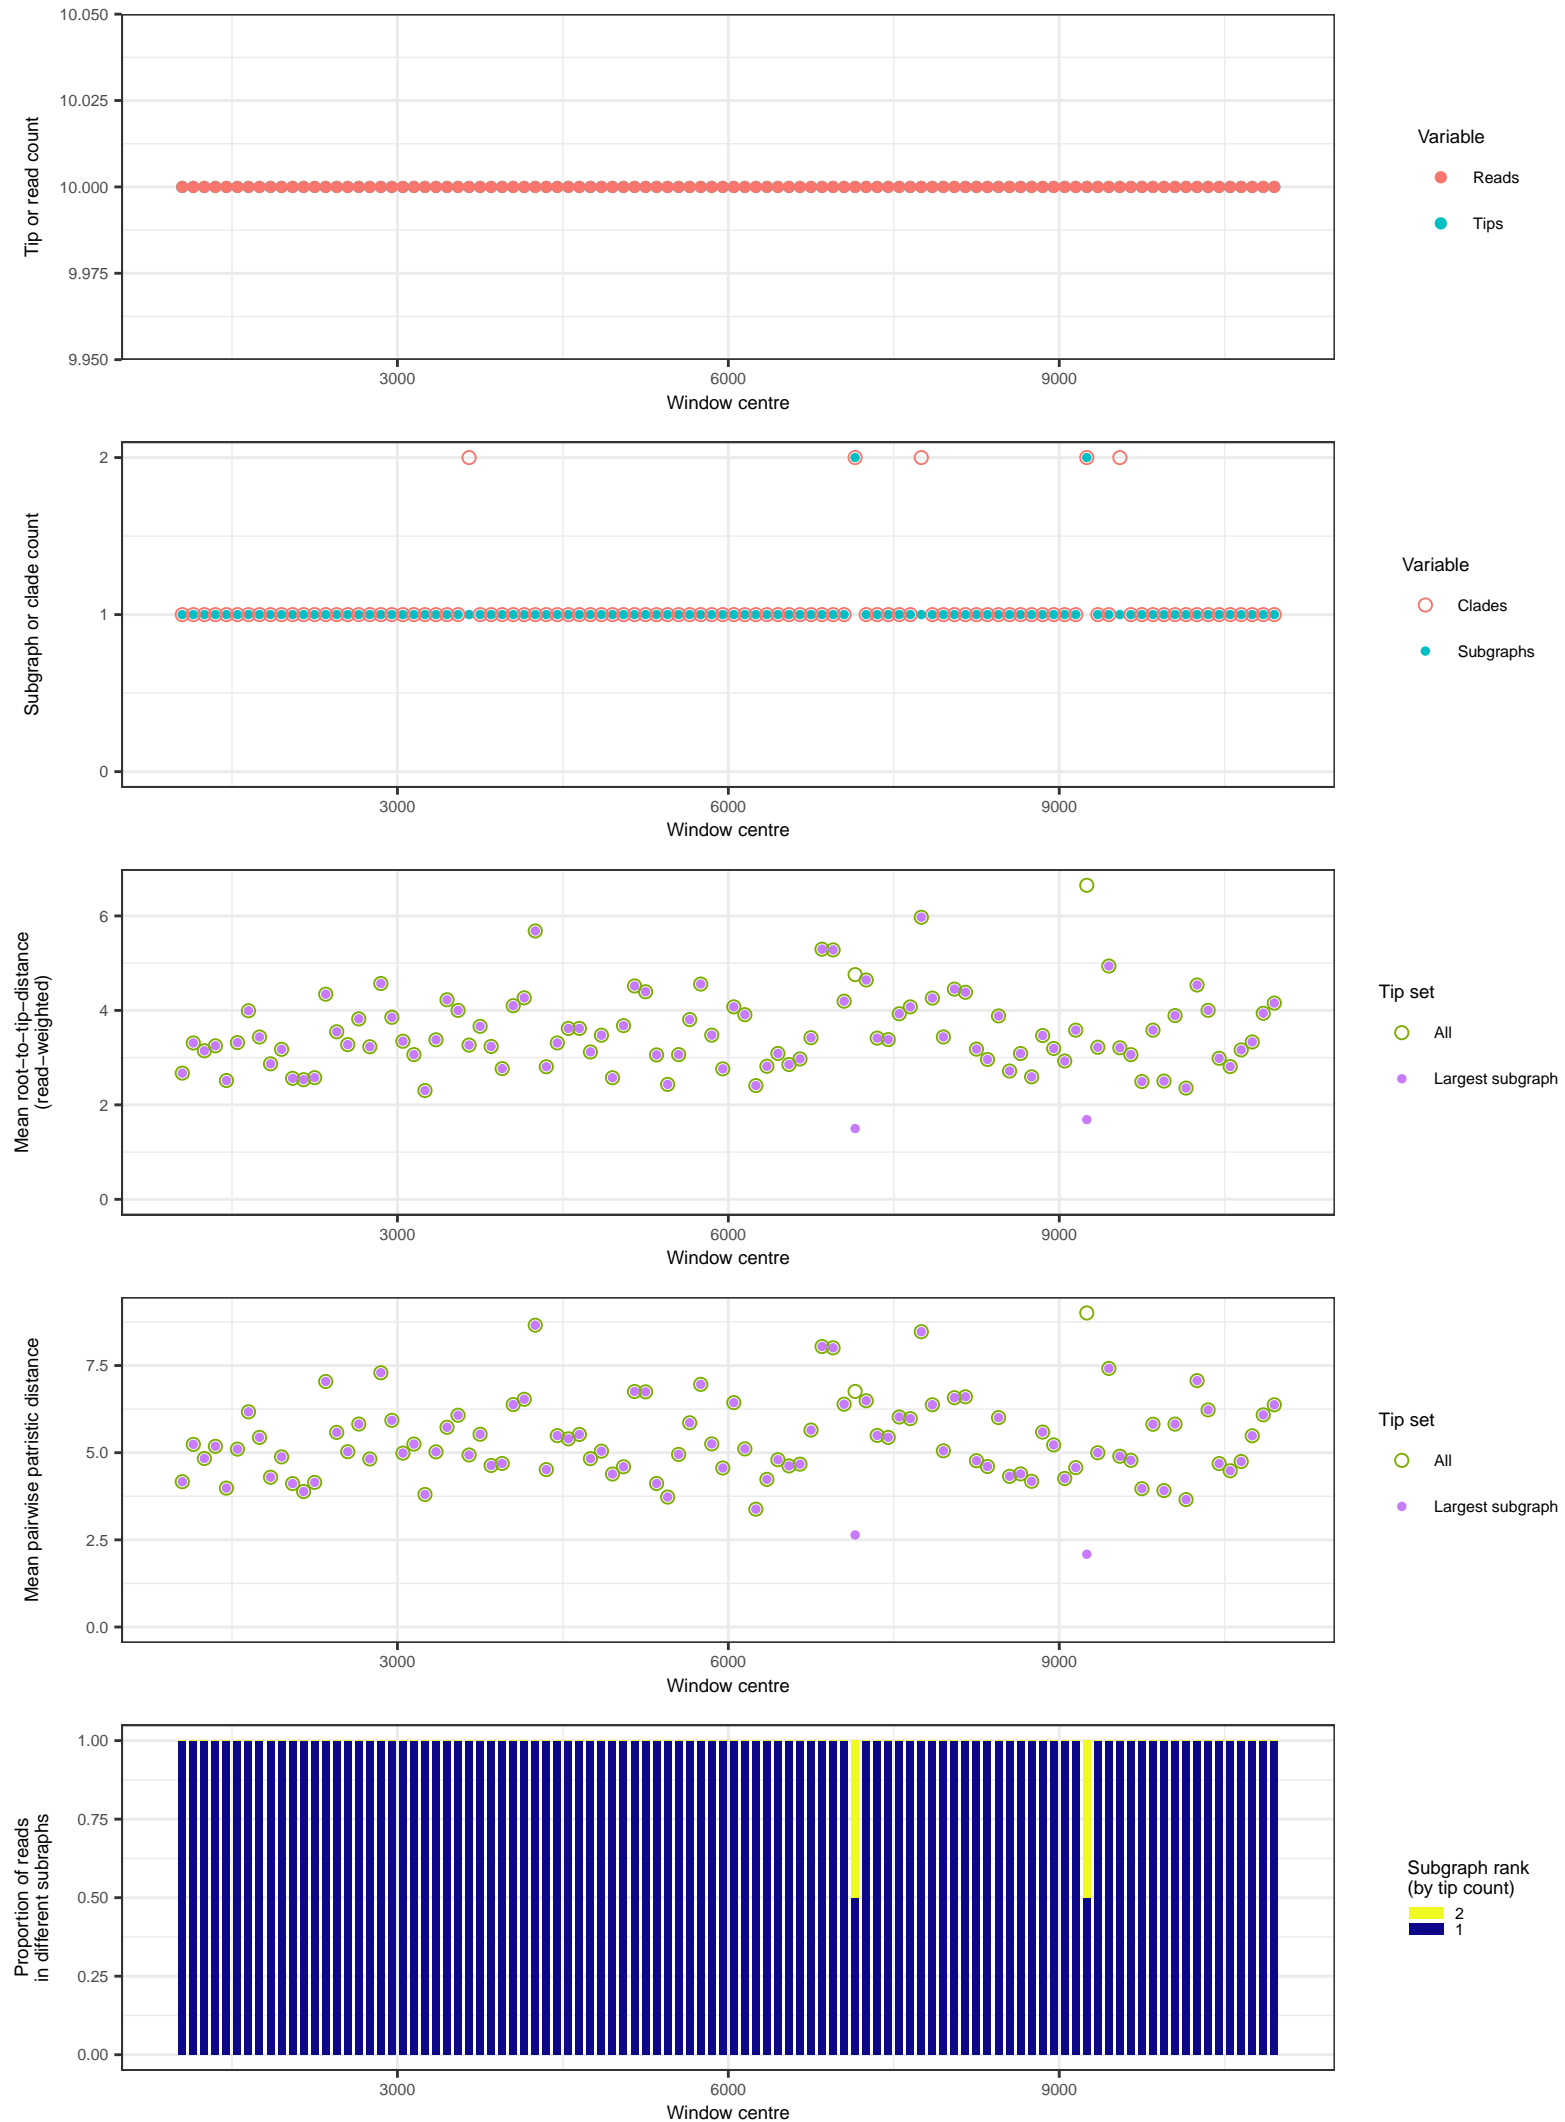 10.050
10.025
10.000
9.975
9.950
Tip or read count
3000 6000 9000
Window centre
Variable
Reads
Tips
2
1
0
Subgraph or clade count
3000 6000 9000
Window centre
Variable
Clades
Subgraphs
6
4
2
0
Mean root−to−tip−distance
(read−weighted)
3000 6000 9000
Window centre
Tip set
All
Largest subgraph
7.5
5.0
2.5
0.0
Mean pairwise patristic distance
3000 6000 9000
Window centre
Tip set
All
Largest subgraph
1.00
0.75
0.50
0.25
0.00
Proportion of reads
in different subraphs
3000 6000 9000
Window centre
Subgraph rank
(by tip count)
2
1